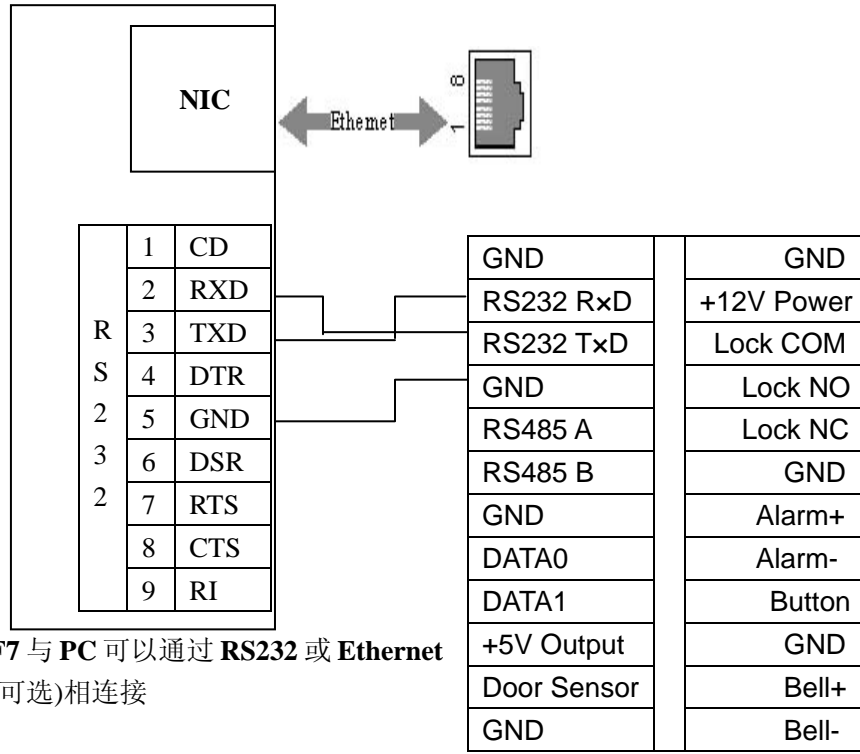 NIC
Ethernet
8
1
RS232
1 CD
2 RXD
3 TXD
4 DTR
5 GND
6 DSR
7 RTS
8 CTS
9 RI
GND GND
RS232 R×D +12V Power
RS232 T×D Lock COM
GND Lock NO
RS485 A Lock NC
RS485 B GND
GND Alarm+
DATA0 Alarm-
DATA1 Button
+5V Output GND
Door Sensor Bell+
GND Bell-
7 与 PC 可以通过 RS232 或 Ethernet
可选)相连接